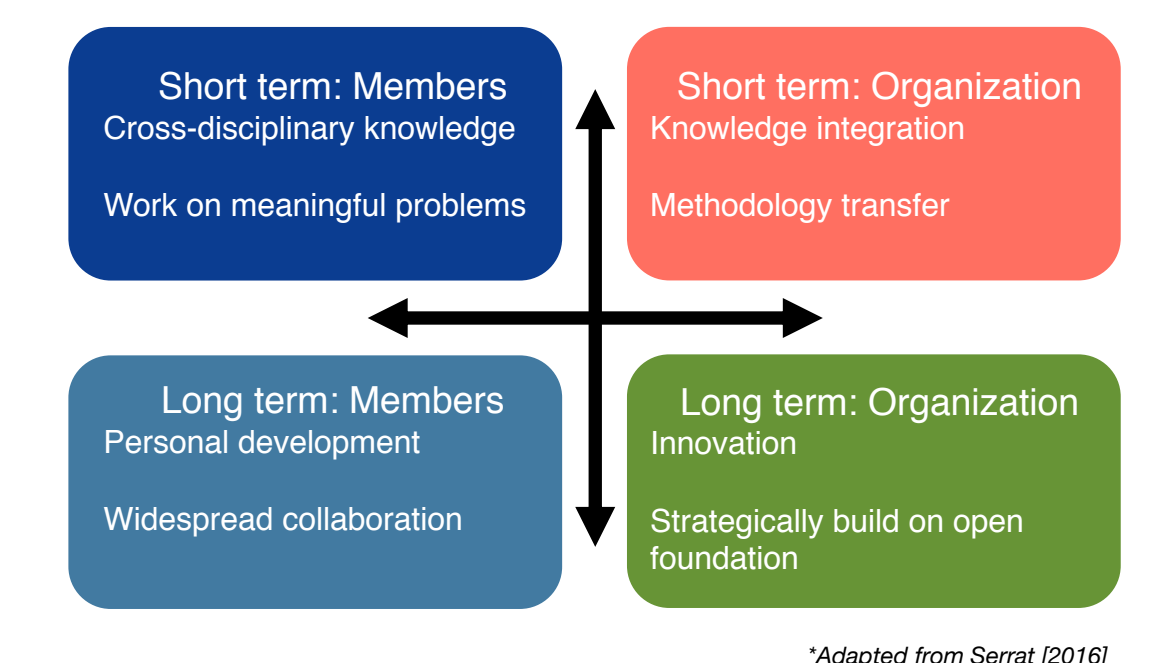 Short term: Members
Cross-disciplinary knowledge
Work on meaningful problems
Short term: Organization
Knowledge integration
Methodology transfer
Long term: Members
Personal development
Widespread collaboration
Long term: Organization
Innovation
Strategically build on open
foundation
*Adapted from Serrat [2016]